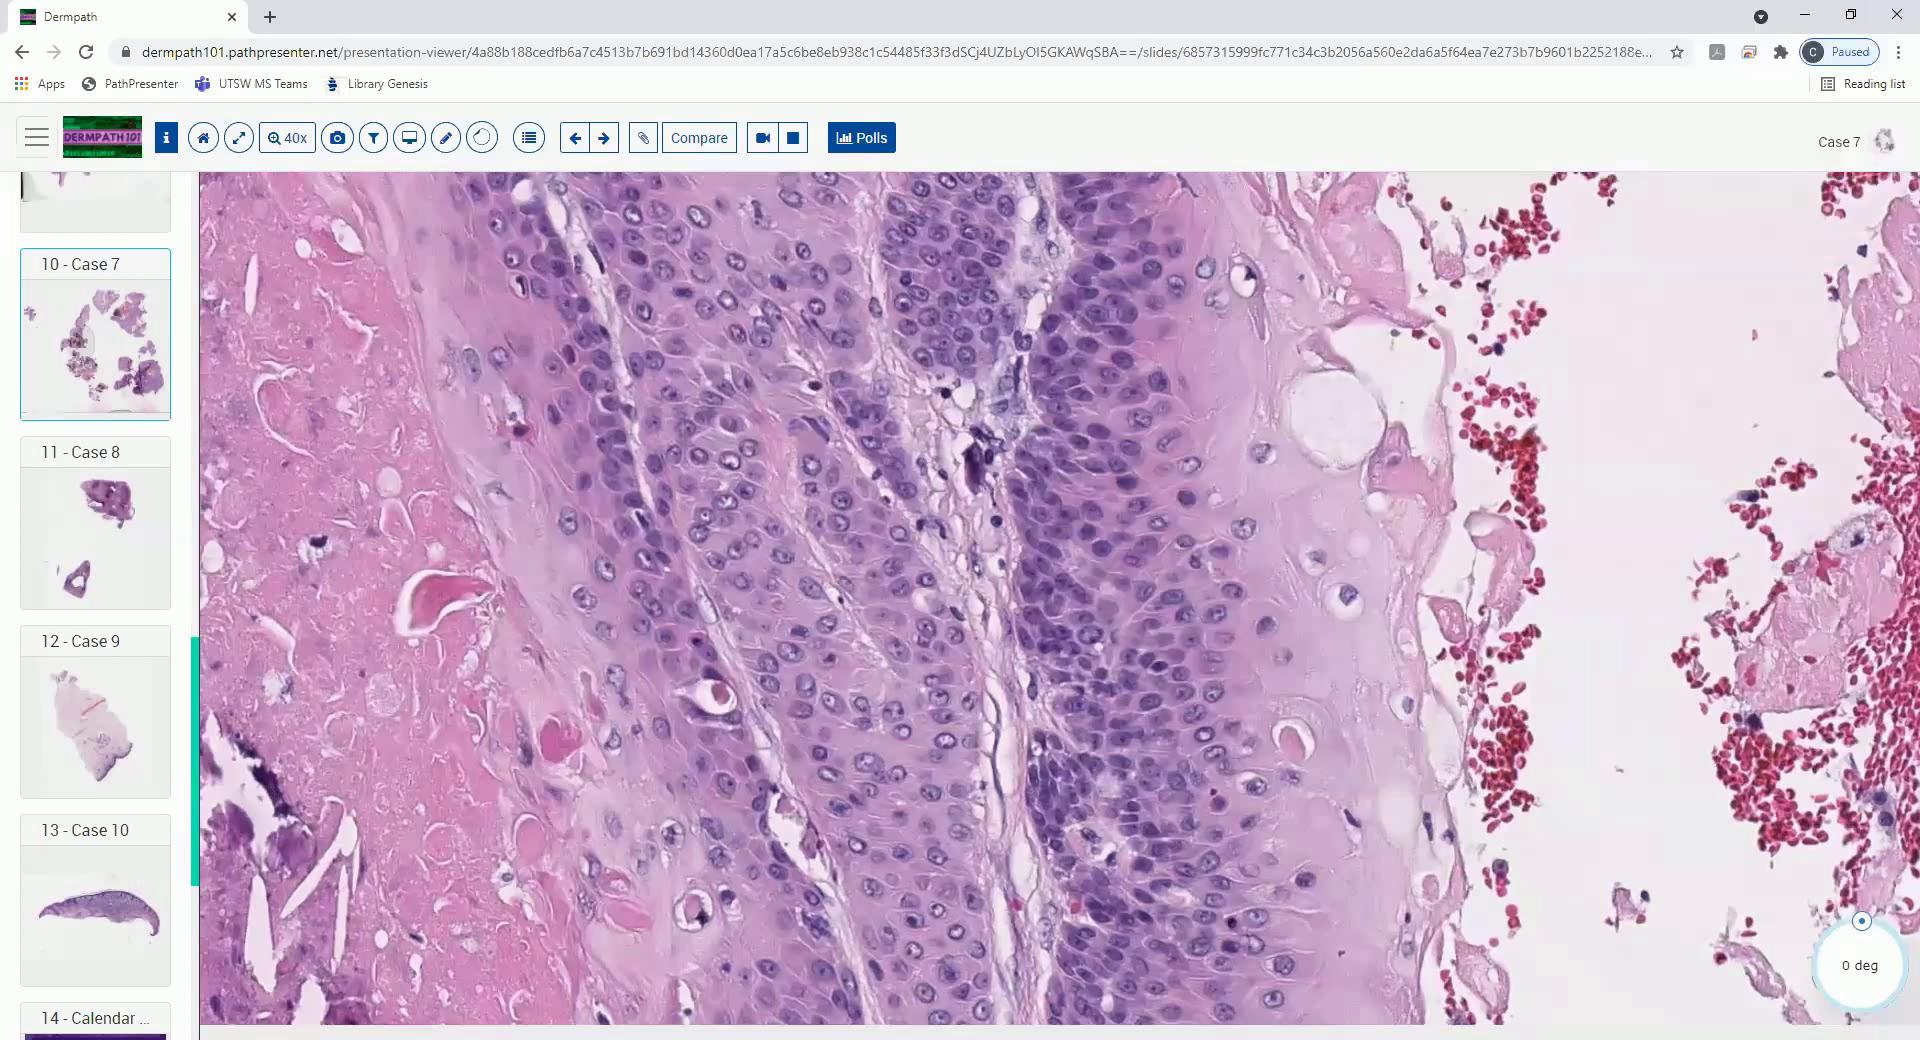 Dermpath
dermpath101.pathpresenter.net/presentation-viewer/4a88b188cedfb6a7c4513b7b691bd14360d0ea17a5c6be8eb938c1c54485f33f3dSCj4UZbLyOI5GKAWqSBA==/slides/6857315999fc771c34c3b2056a560e2da6a5f64ea7e273b7b9601b2252188e...
C Paused
Apps PathPresenter UTSW MS Teams Library Genesis Reading list
DERMPATH 101 40x Compare Polls Case 7
10 - Case 7
11 - Case 8
12 - Case 9
13 - Case 10
14 - Calendar ...
0 deg